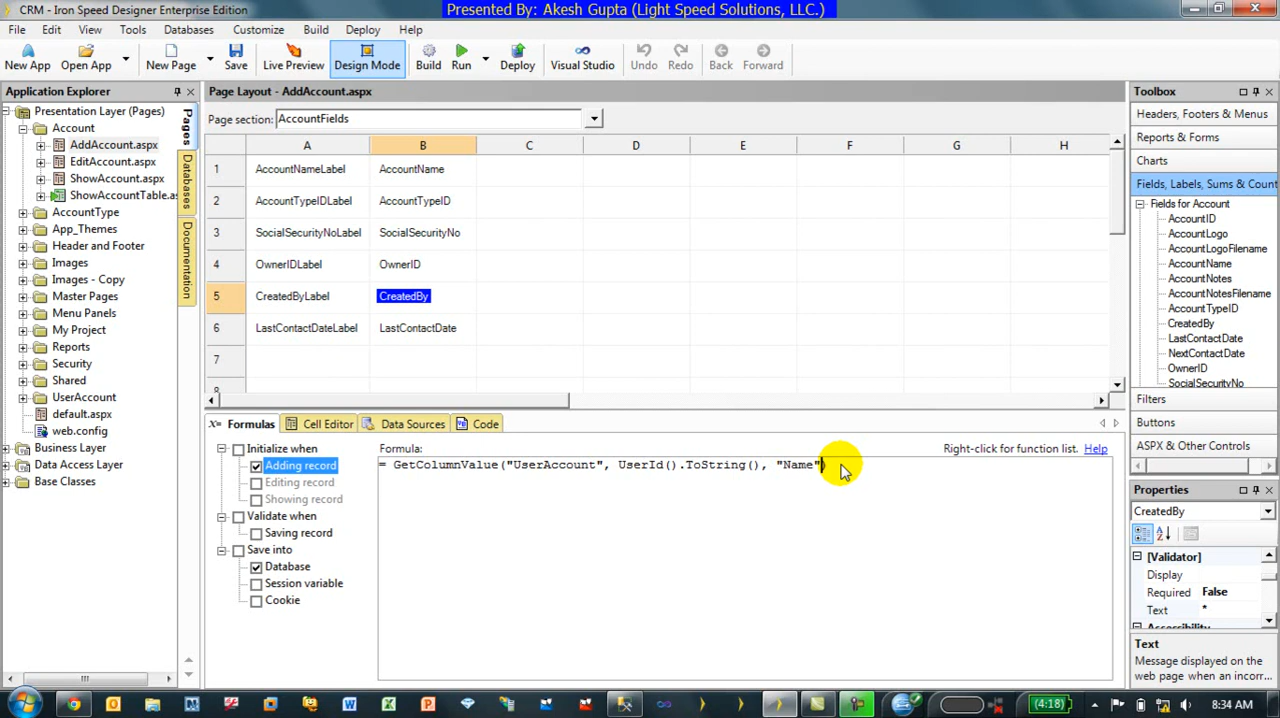 CRM - Iron Speed Designer Enterprise Edition
Presented By: Akesh Gupta (Light Speed Solutions, LLC.)
File Edit View Tools Databases Customize Build Deploy Help
New App Open App New Page Save Live Preview Design Mode Build Run Deploy Visual Studio Undo Redo Back Forward
Application Explorer
Presentation Layer (Pages)
Account
AddAccount.aspx
EditAccount.aspx
ShowAccount.aspx
ShowAccountTable.as
AccountType
App_Themes
Header and Footer
Images
Images - Copy
Master Pages
Menu Panels
My Project
Reports
Security
Shared
UserAccount
default.aspx
web.config
Business Layer
Data Access Layer
Base Classes
Pages
Databases
Documentation
Page Layout - AddAccount.aspx
Page section: AccountFields
A B C D E F G H
1 AccountNameLabel AccountName
2 AccountTypeIDLabel AccountTypeID
3 SocialSecurityNoLabel SocialSecurityNo
4 OwnerIDLabel OwnerID
5 CreatedByLabel CreatedBy
6 LastContactDateLabel LastContactDate
7
8
Formulas Cell Editor Data Sources Code
Initialize when
Adding record
Editing record
Showing record
Validate when
Saving record
Save into
Database
Session variable
Cookie
Formula: Right-click for function list. Help
= GetColumnValue("UserAccount", UserId().ToString(), "Name")
Toolbox
Headers, Footers & Menus
Reports & Forms
Charts
Fields, Labels, Sums & Count
Fields for Account
AccountID
AccountLogo
AccountLogoFilename
AccountName
AccountNotes
AccountNotesFilename
AccountTypeID
CreatedBy
LastContactDate
NextContactDate
OwnerID
SocialSecurityNo
Filters
Buttons
ASPX & Other Controls
Properties
CreatedBy
[Validator]
Display
Required False
Text *
Accessibility
Text
Message displayed on the
web page when an incorr...
(4:18) 8:34 AM